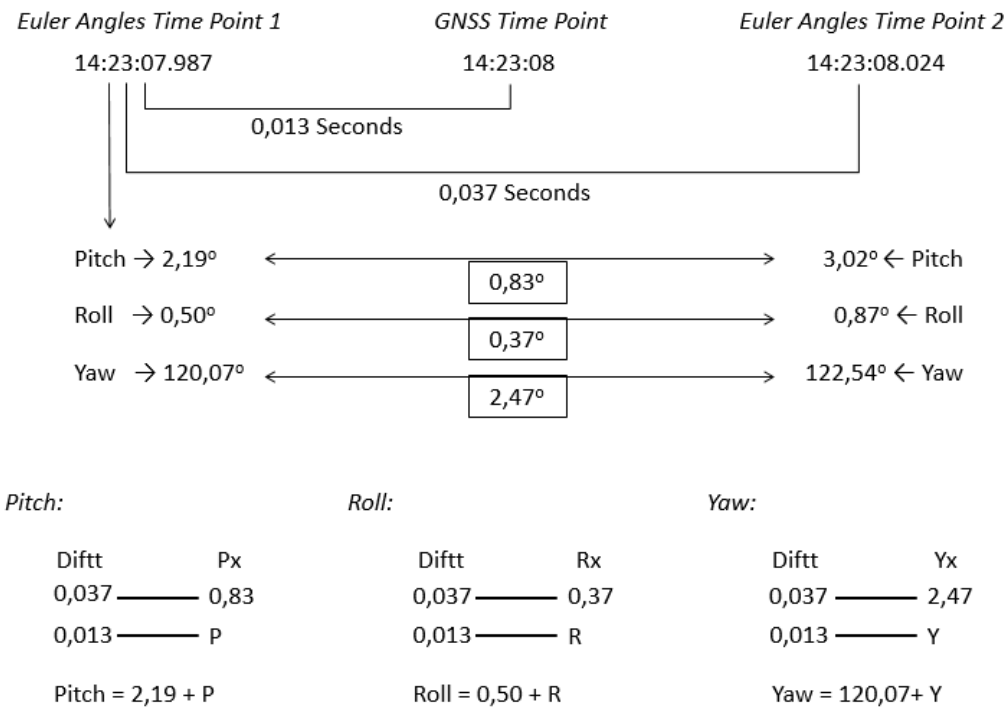 Euler Angles Time Point 1 GNSS Time Point Euler Angles Time Point 2
14:23:07.987 14:23:08 14:23:08.024
0,013 Seconds
0,037 Seconds
Pitch → 2,19º 3,02º ← Pitch
0,83º
Roll → 0,50º 0,87º ← Roll
0,37º
Yaw → 120,07º 122,54º ← Yaw
2,47º
Pitch: Roll: Yaw:
Diftt Px Diftt Rx Diftt Yx
0,037 0,83 0,037 0,37 0,037 2,47
0,013 P 0,013 R 0,013 Y
Pitch = 2,19 + P Roll = 0,50 + R Yaw = 120,07+ Y